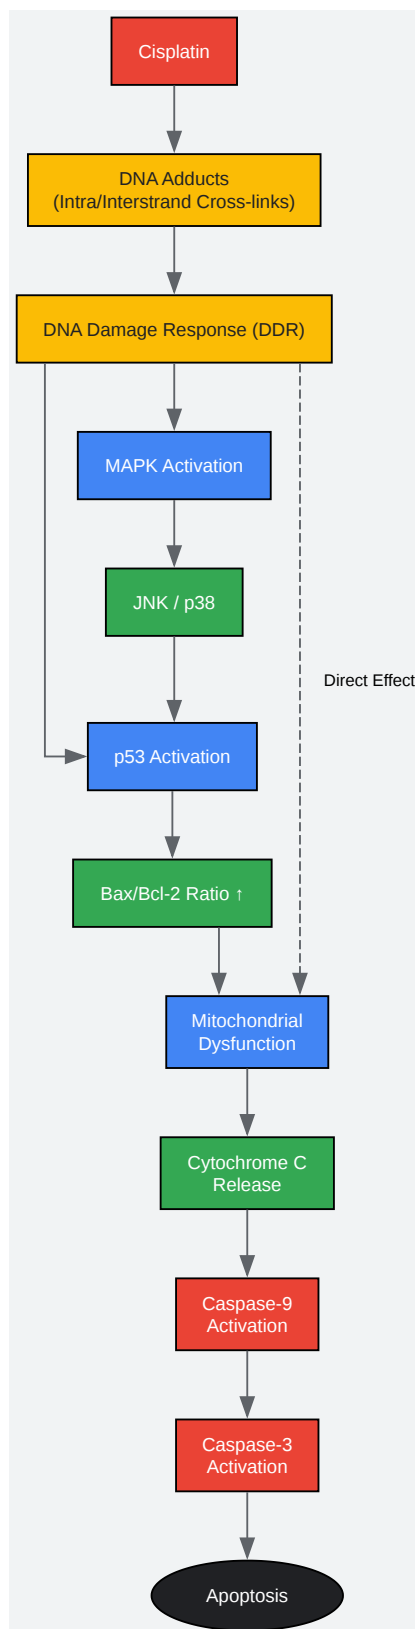 Cisplatin
DNA Adducts
(Intra/Interstrand Cross-links)
DNA Damage Response (DDR)
MAPK Activation
JNK / p38
Direct Effect
p53 Activation
Bax/Bcl-2 Ratio ↑
Mitochondrial
Dysfunction
Cytochrome C
Release
Caspase-9
Activation
Caspase-3
Activation
Apoptosis